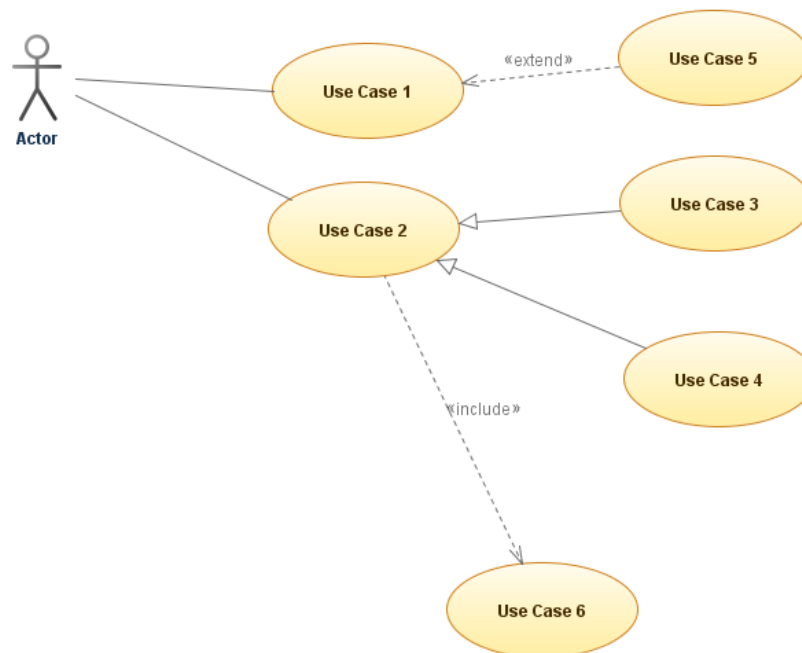 Use Case 5
«extend»
Use Case 1
Actor
Use Case 3
Use Case 2
Use Case 4
«include»
Use Case 6